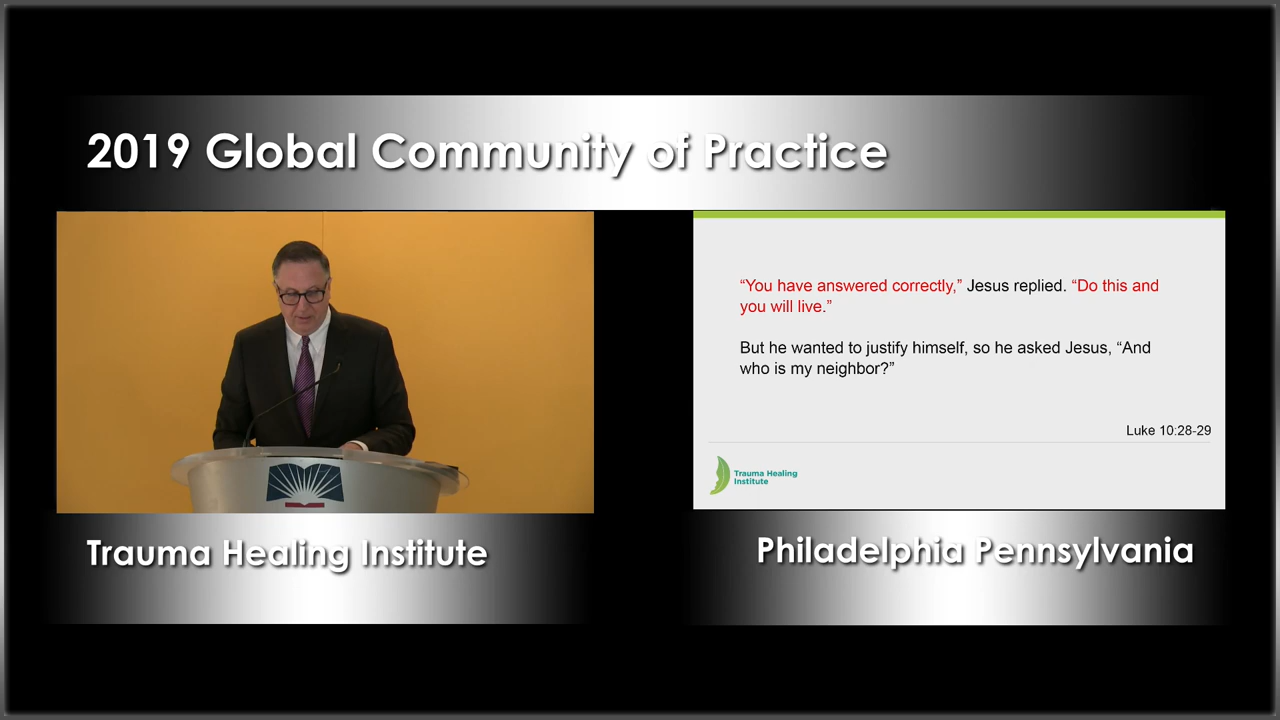 2019 Global Community of Practice
“You have answered correctly,” Jesus replied. “Do this and
you will live.”
But he wanted to justify himself, so he asked Jesus, “And
who is my neighbor?”
Luke 10:28-29
Trauma Healing
Institute
Trauma Healing Institute
Philadelphia Pennsylvania